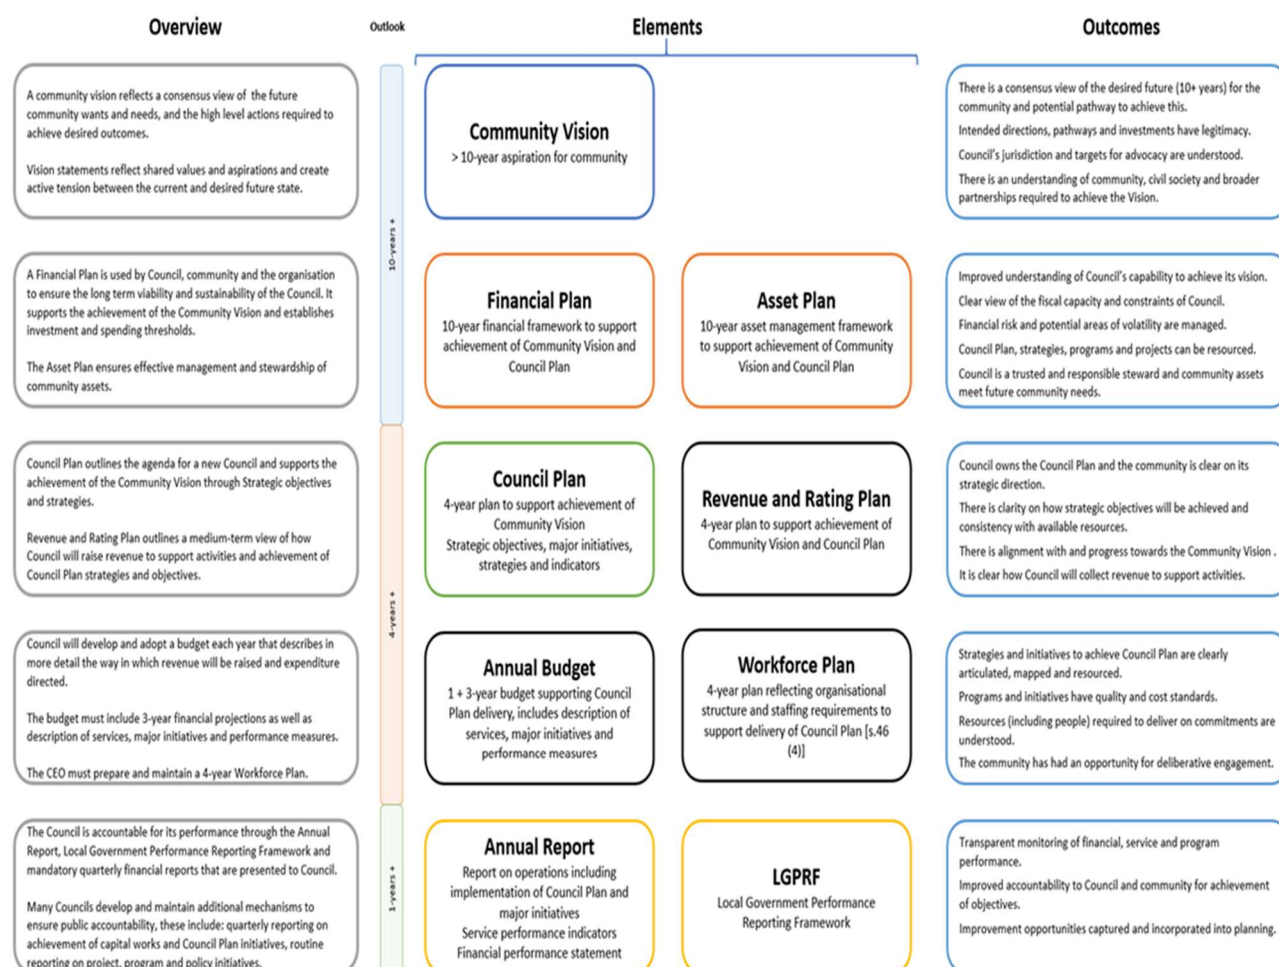 Overview
Outlook
Elements
Outcomes
A community vision reflects a consensus view of the future
community wants and needs, and the high level actions required to
achieve desired outcomes.
Vision statements reflect shared values and aspirations and create
active tension between the current and desired future state.
10-years +
Community Vision
> 10-year aspiration for community
There is a consensus view of the desired future (10+ years) for the
community and potential pathway to achieve this.
Intended directions, pathways and investments have legitimacy.
Council's jurisdiction and targets for advocacy are understood.
There is an understanding of community, civil society and broader
partnerships required to achieve the Vision.
A Financial Plan is used by Council, community and the organisation
to ensure the long term viability and sustainability of the Council. It
supports the achievement of the Community Vision and establishes
investment and spending thresholds.
The Asset Plan ensures effective management and stewardship of
community assets.
Financial Plan
10-year financial framework to support
achievement of Community Vision and
Council Plan
Asset Plan
10-year asset management framework
to support achievement of Community
Vision and Council Plan
Improved understanding of Council's capability to achieve its vision.
Clear view of the fiscal capacity and constraints of Council.
Financial risk and potential areas of volatility are managed.
Council Plan, strategies, programs and projects can be resourced.
Council is a trusted and responsible steward and community assets
meet future community needs.
Council Plan outlines the agenda for a new Council and supports the
achievement of the Community Vision through Strategic objectives
and strategies.
Revenue and Rating Plan outlines a medium-term view of how
Council will raise revenue to support activities and achievement of
Council Plan strategies and objectives.
4-years +
Council Plan
4-year plan to support achievement of
Community Vision
Strategic objectives, major initiatives,
strategies and indicators
Revenue and Rating Plan
4-year plan to support achievement of
Community Vision and Council Plan
Council owns the Council Plan and the community is clear on its
strategic direction.
There is clarity on how strategic objectives will be achieved and
consistency with available resources.
There is alignment with and progress towards the Community Vision .
It is clear how Council will collect revenue to support activities.
Council will develop and adopt a budget each year that describes in
more detail the way in which revenue will be raised and expenditure
directed.
The budget must include 3-year financial projections as well as
description of services, major initiatives and performance measures.
The CEO must prepare and maintain a 4-year Workforce Plan.
Annual Budget
1 + 3-year budget supporting Council
Plan delivery, includes description of
services, major initiatives and
performance measures
Workforce Plan
4-year plan reflecting organisational
structure and staffing requirements to
support delivery of Council Plan [s.46
(4)]
Strategies and initiatives to achieve Council Plan are clearly
articulated, mapped and resourced.
Programs and initiatives have quality and cost standards.
Resources (including people) required to deliver on commitments are
understood.
The community has had an opportunity for deliberative engagement.
The Council is accountable for its performance through the Annual
Report, Local Government Performance Reporting Framework and
mandatory quarterly financial reports that are presented to Council.
Many Councils develop and maintain additional mechanisms to
ensure public accountability, these include: quarterly reporting on
achievement of capital works and Council Plan initiatives, routine
reporting on project, program and policy initiatives.
1-years +
Annual Report
Report on operations including
implementation of Council Plan and
major initiatives
Service performance indicators
Financial performance statement
LGPRF
Local Government Performance
Reporting Framework
Transparent monitoring of financial, service and program
performance.
Improved accountability to Council and community for achievement
of objectives.
Improvement opportunities captured and incorporated into planning.